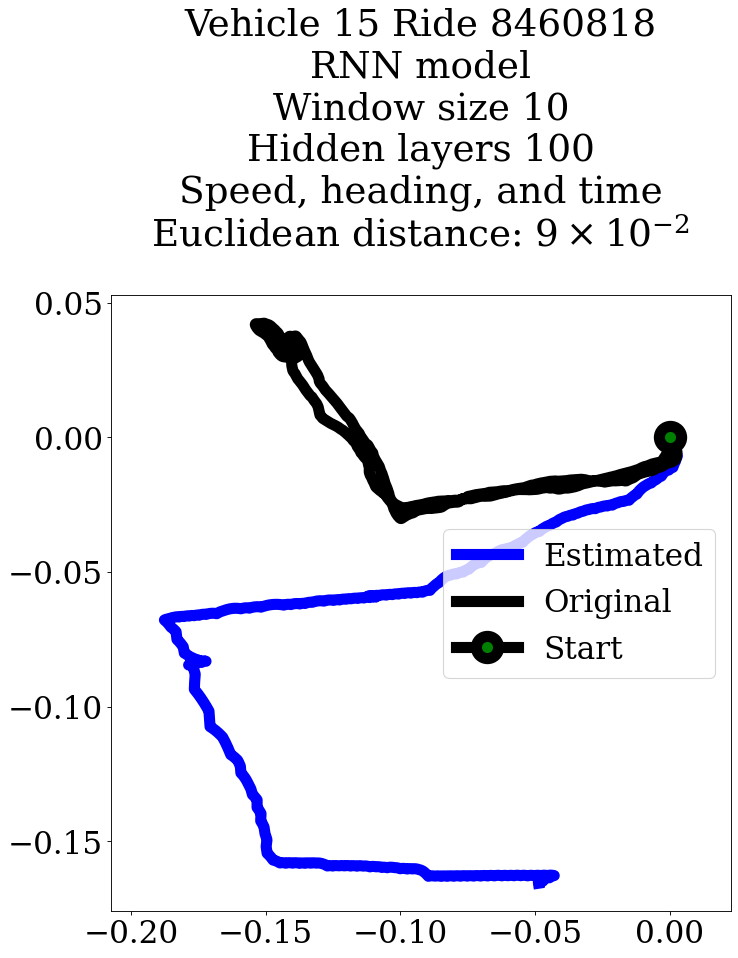 Vehicle 15 Ride 8460818
RNN model
Window size 10
Hidden layers 100
Speed, heading, and time
Euclidean distance: 9 × 10⁻²
0.05
0.00
−0.05
−0.10
−0.15
Estimated
Original
Start
−0.20 −0.15 −0.10 −0.05 0.00